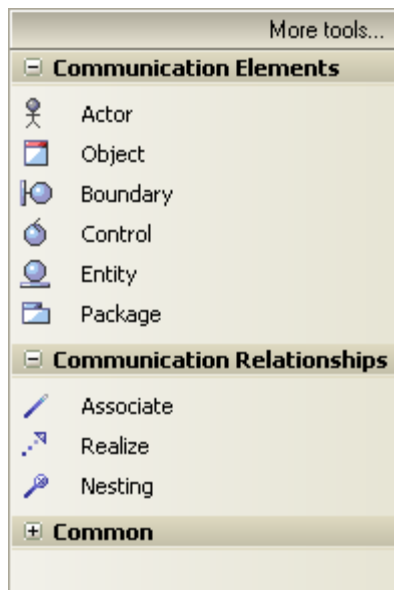 More tools...
Communication Elements
Actor
Object
Boundary
Control
Entity
Package
Communication Relationships
Associate
Realize
Nesting
Common